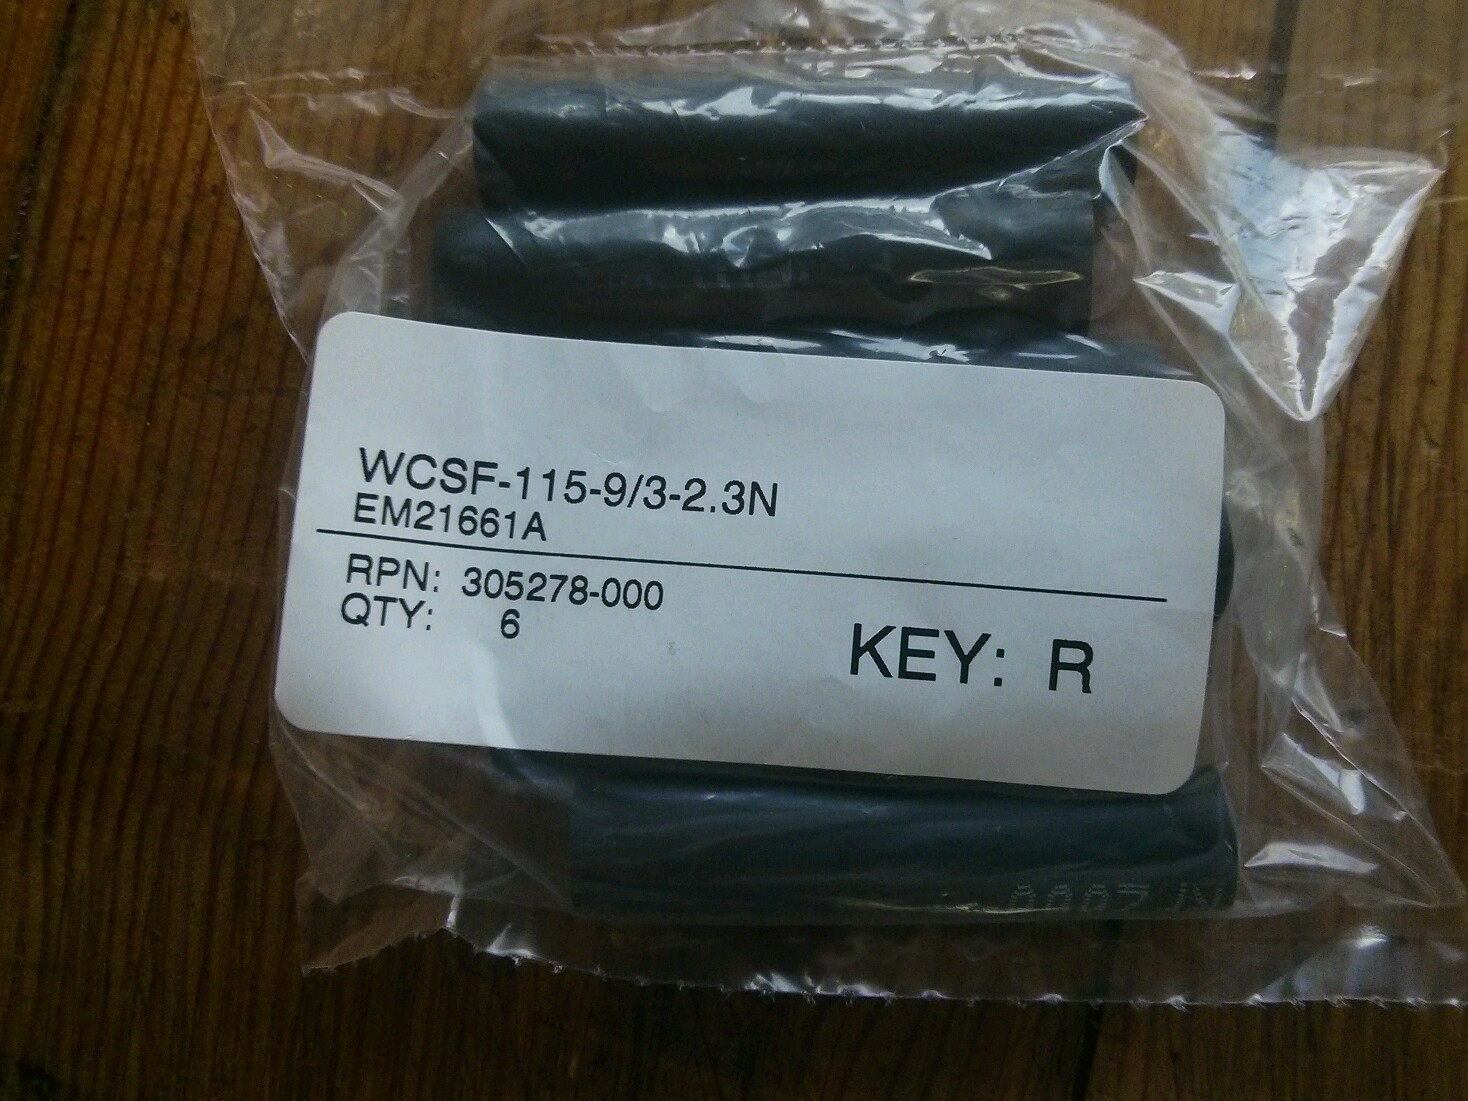 WCSF-115-9/3-2.3N
EM21661A
RPN: 305278-000
QTY: 6
KEY: R